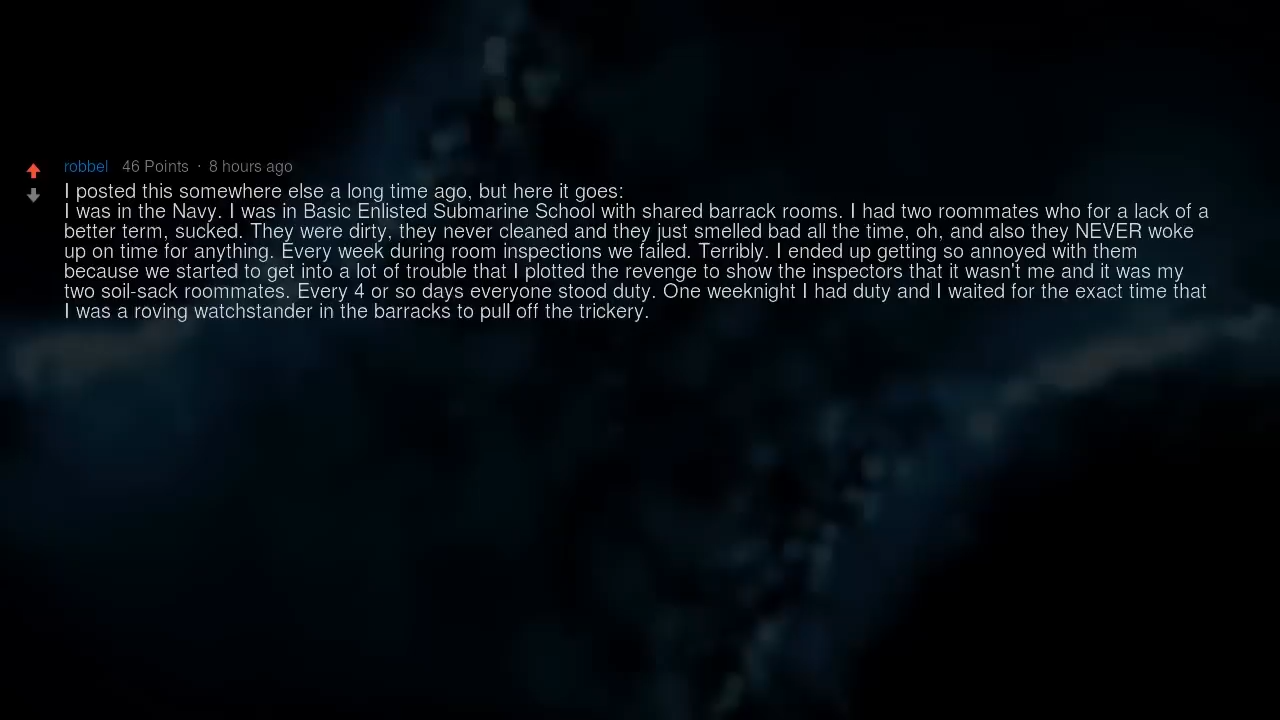 robbel 46 Points · 8 hours ago
I posted this somewhere else a long time ago, but here it goes:
I was in the Navy. I was in Basic Enlisted Submarine School with shared barrack rooms. I had two roommates who for a lack of a
better term, sucked. They were dirty, they never cleaned and they just smelled bad all the time, oh, and also they NEVER woke
up on time for anything. Every week during room inspections we failed. Terribly. I ended up getting so annoyed with them
because we started to get into a lot of trouble that I plotted the revenge to show the inspectors that it wasn't me and it was my
two soil-sack roommates. Every 4 or so days everyone stood duty. One weeknight I had duty and I waited for the exact time that
I was a roving watchstander in the barracks to pull off the trickery.